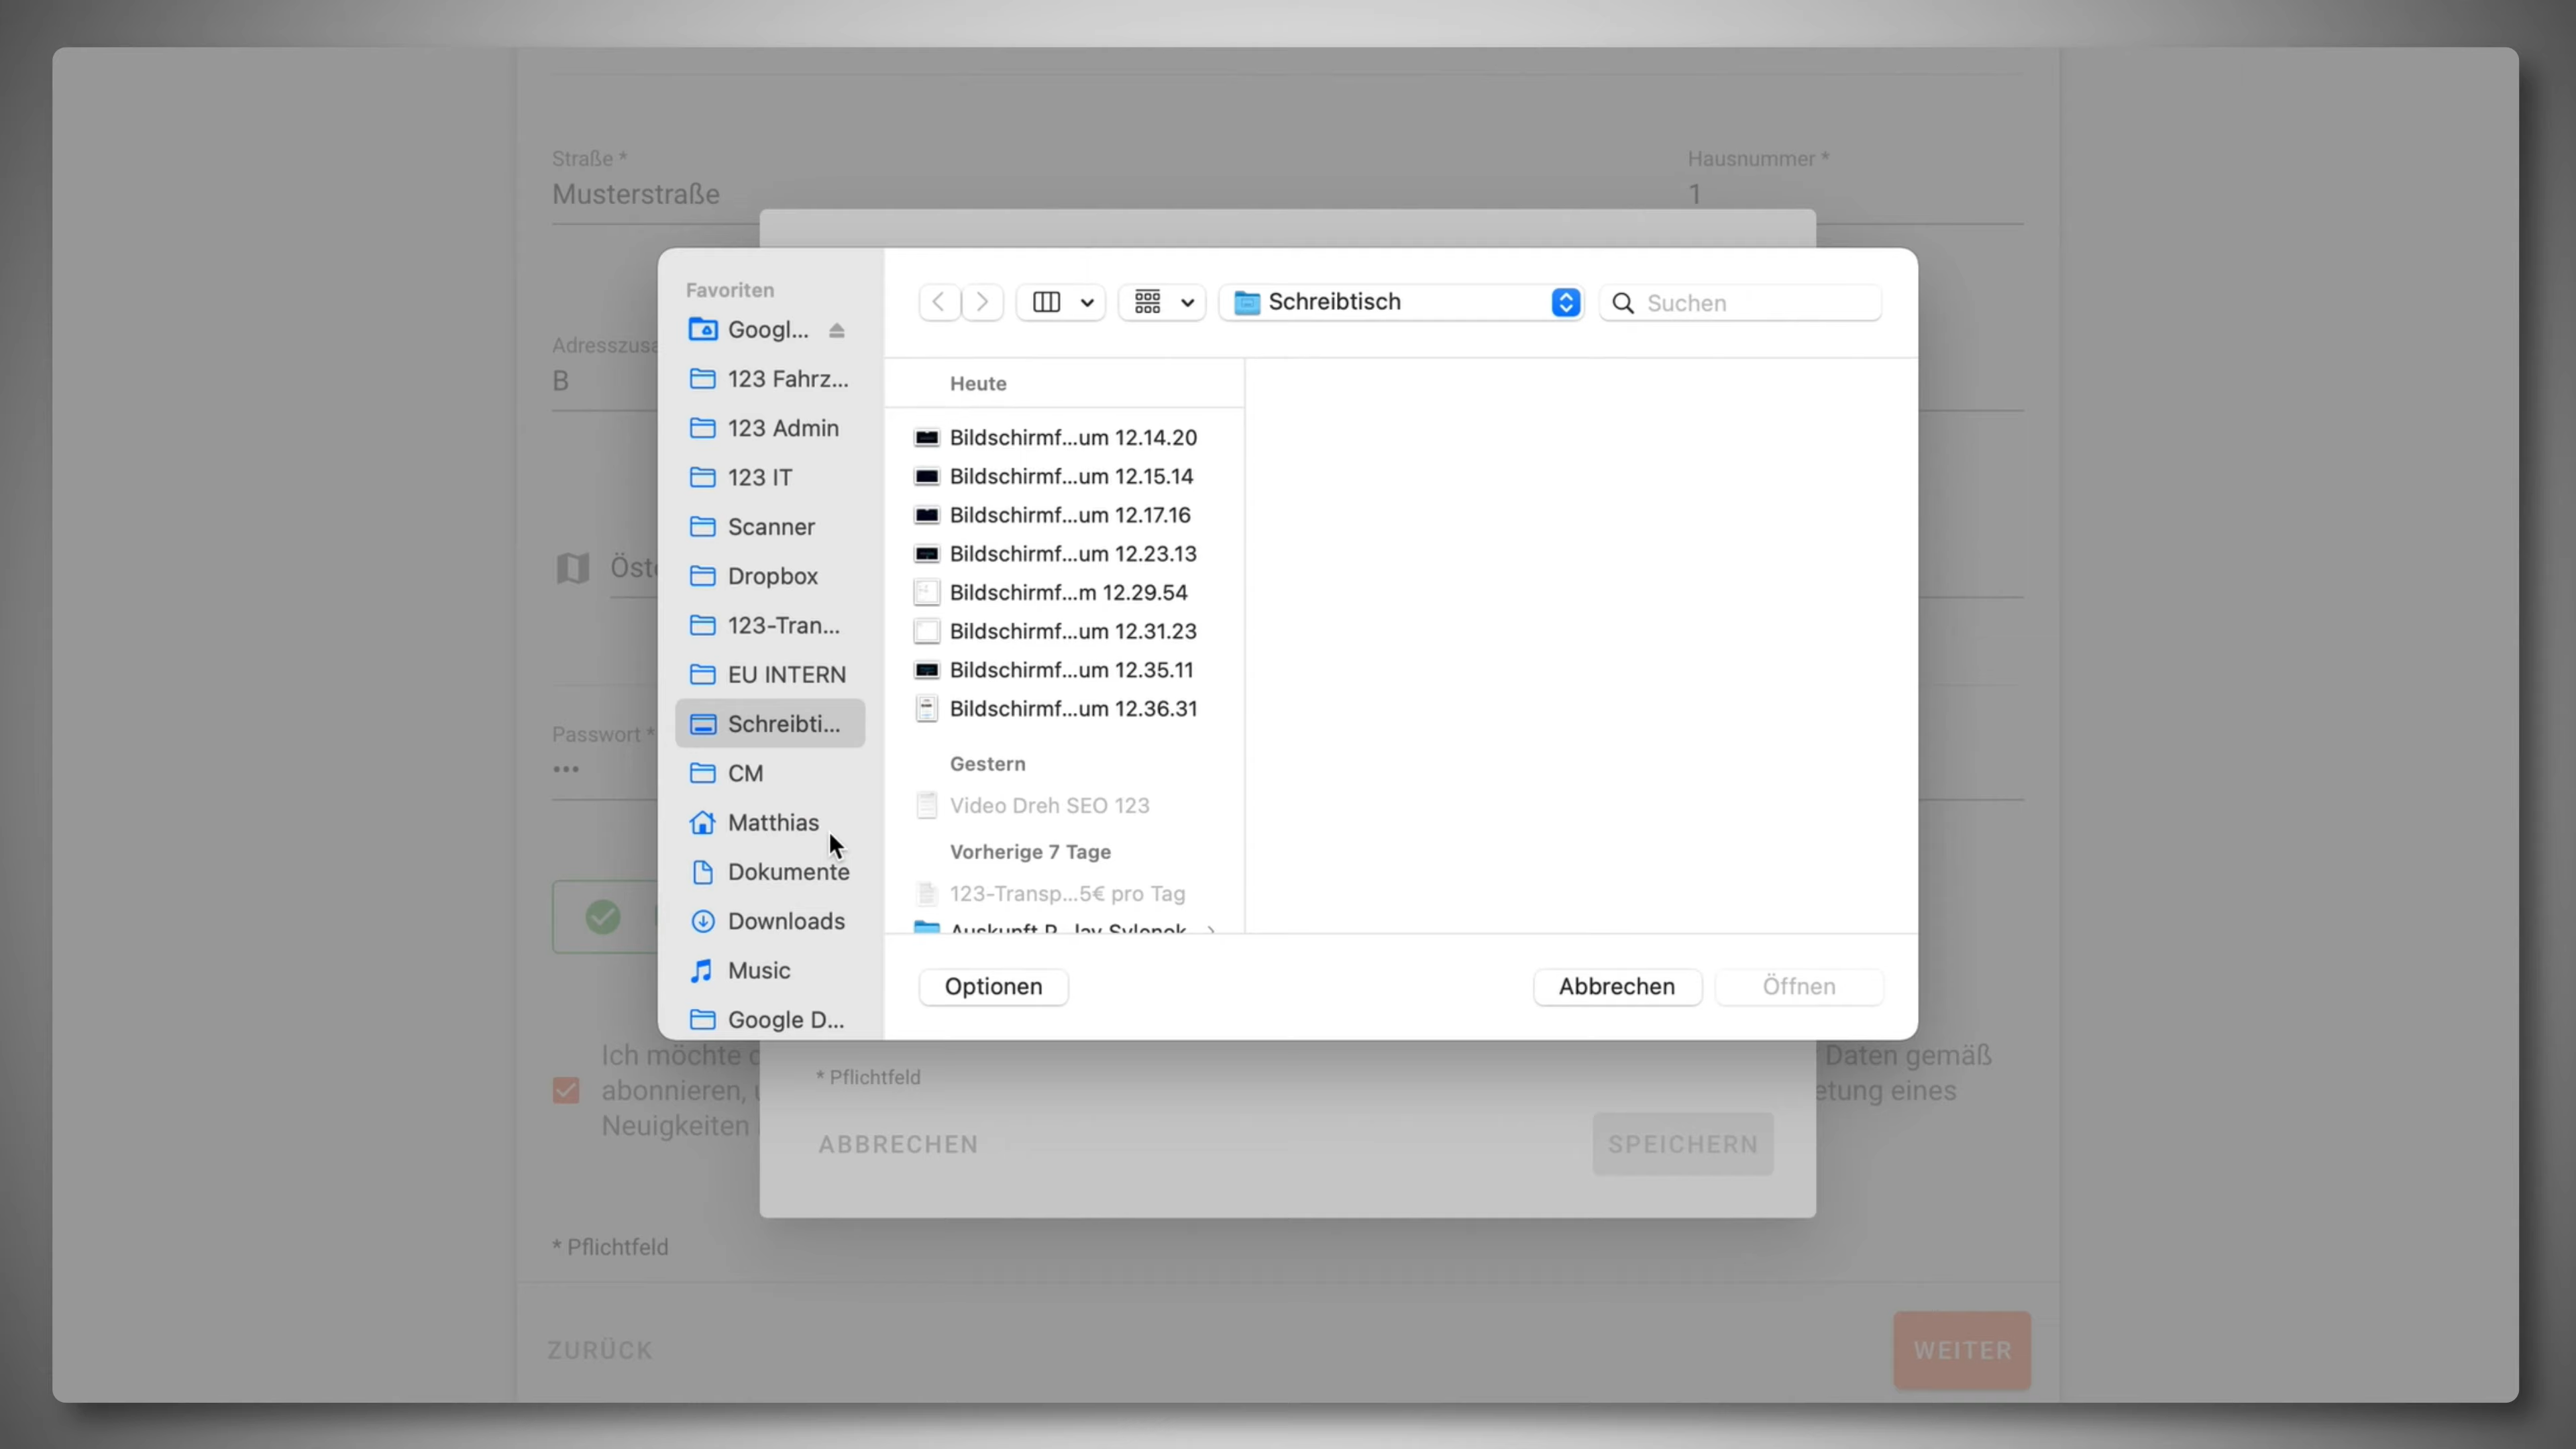 Straße *
Musterstraße
Hausnummer *
1
B
Passwort *
Favoriten
Googl...
123 Fahrz...
123 Admin
123 IT
Scanner
Dropbox
123-Tran...
EU INTERN
Schreibti...
CM
Matthias
Dokumente
Downloads
Music
Google D...
Schreibtisch
Suchen
Heute
Bildschirmf...um 12.14.20
Bildschirmf...um 12.15.14
Bildschirmf...um 12.17.16
Bildschirmf...um 12.23.13
Bildschirmf...m 12.29.54
Bildschirmf...um 12.31.23
Bildschirmf...um 12.35.11
Bildschirmf...um 12.36.31
Gestern
Video Dreh SEO 123
Vorherige 7 Tage
123-Transp...5€ pro Tag
Optionen
Abbrechen
Öffnen
Ich möchte
Daten gemäß
abonnieren,
eines
Neuigkeiten
* Pflichtfeld
ABBRECHEN
SPEICHERN
* Pflichtfeld
ZURÜCK
WEITER